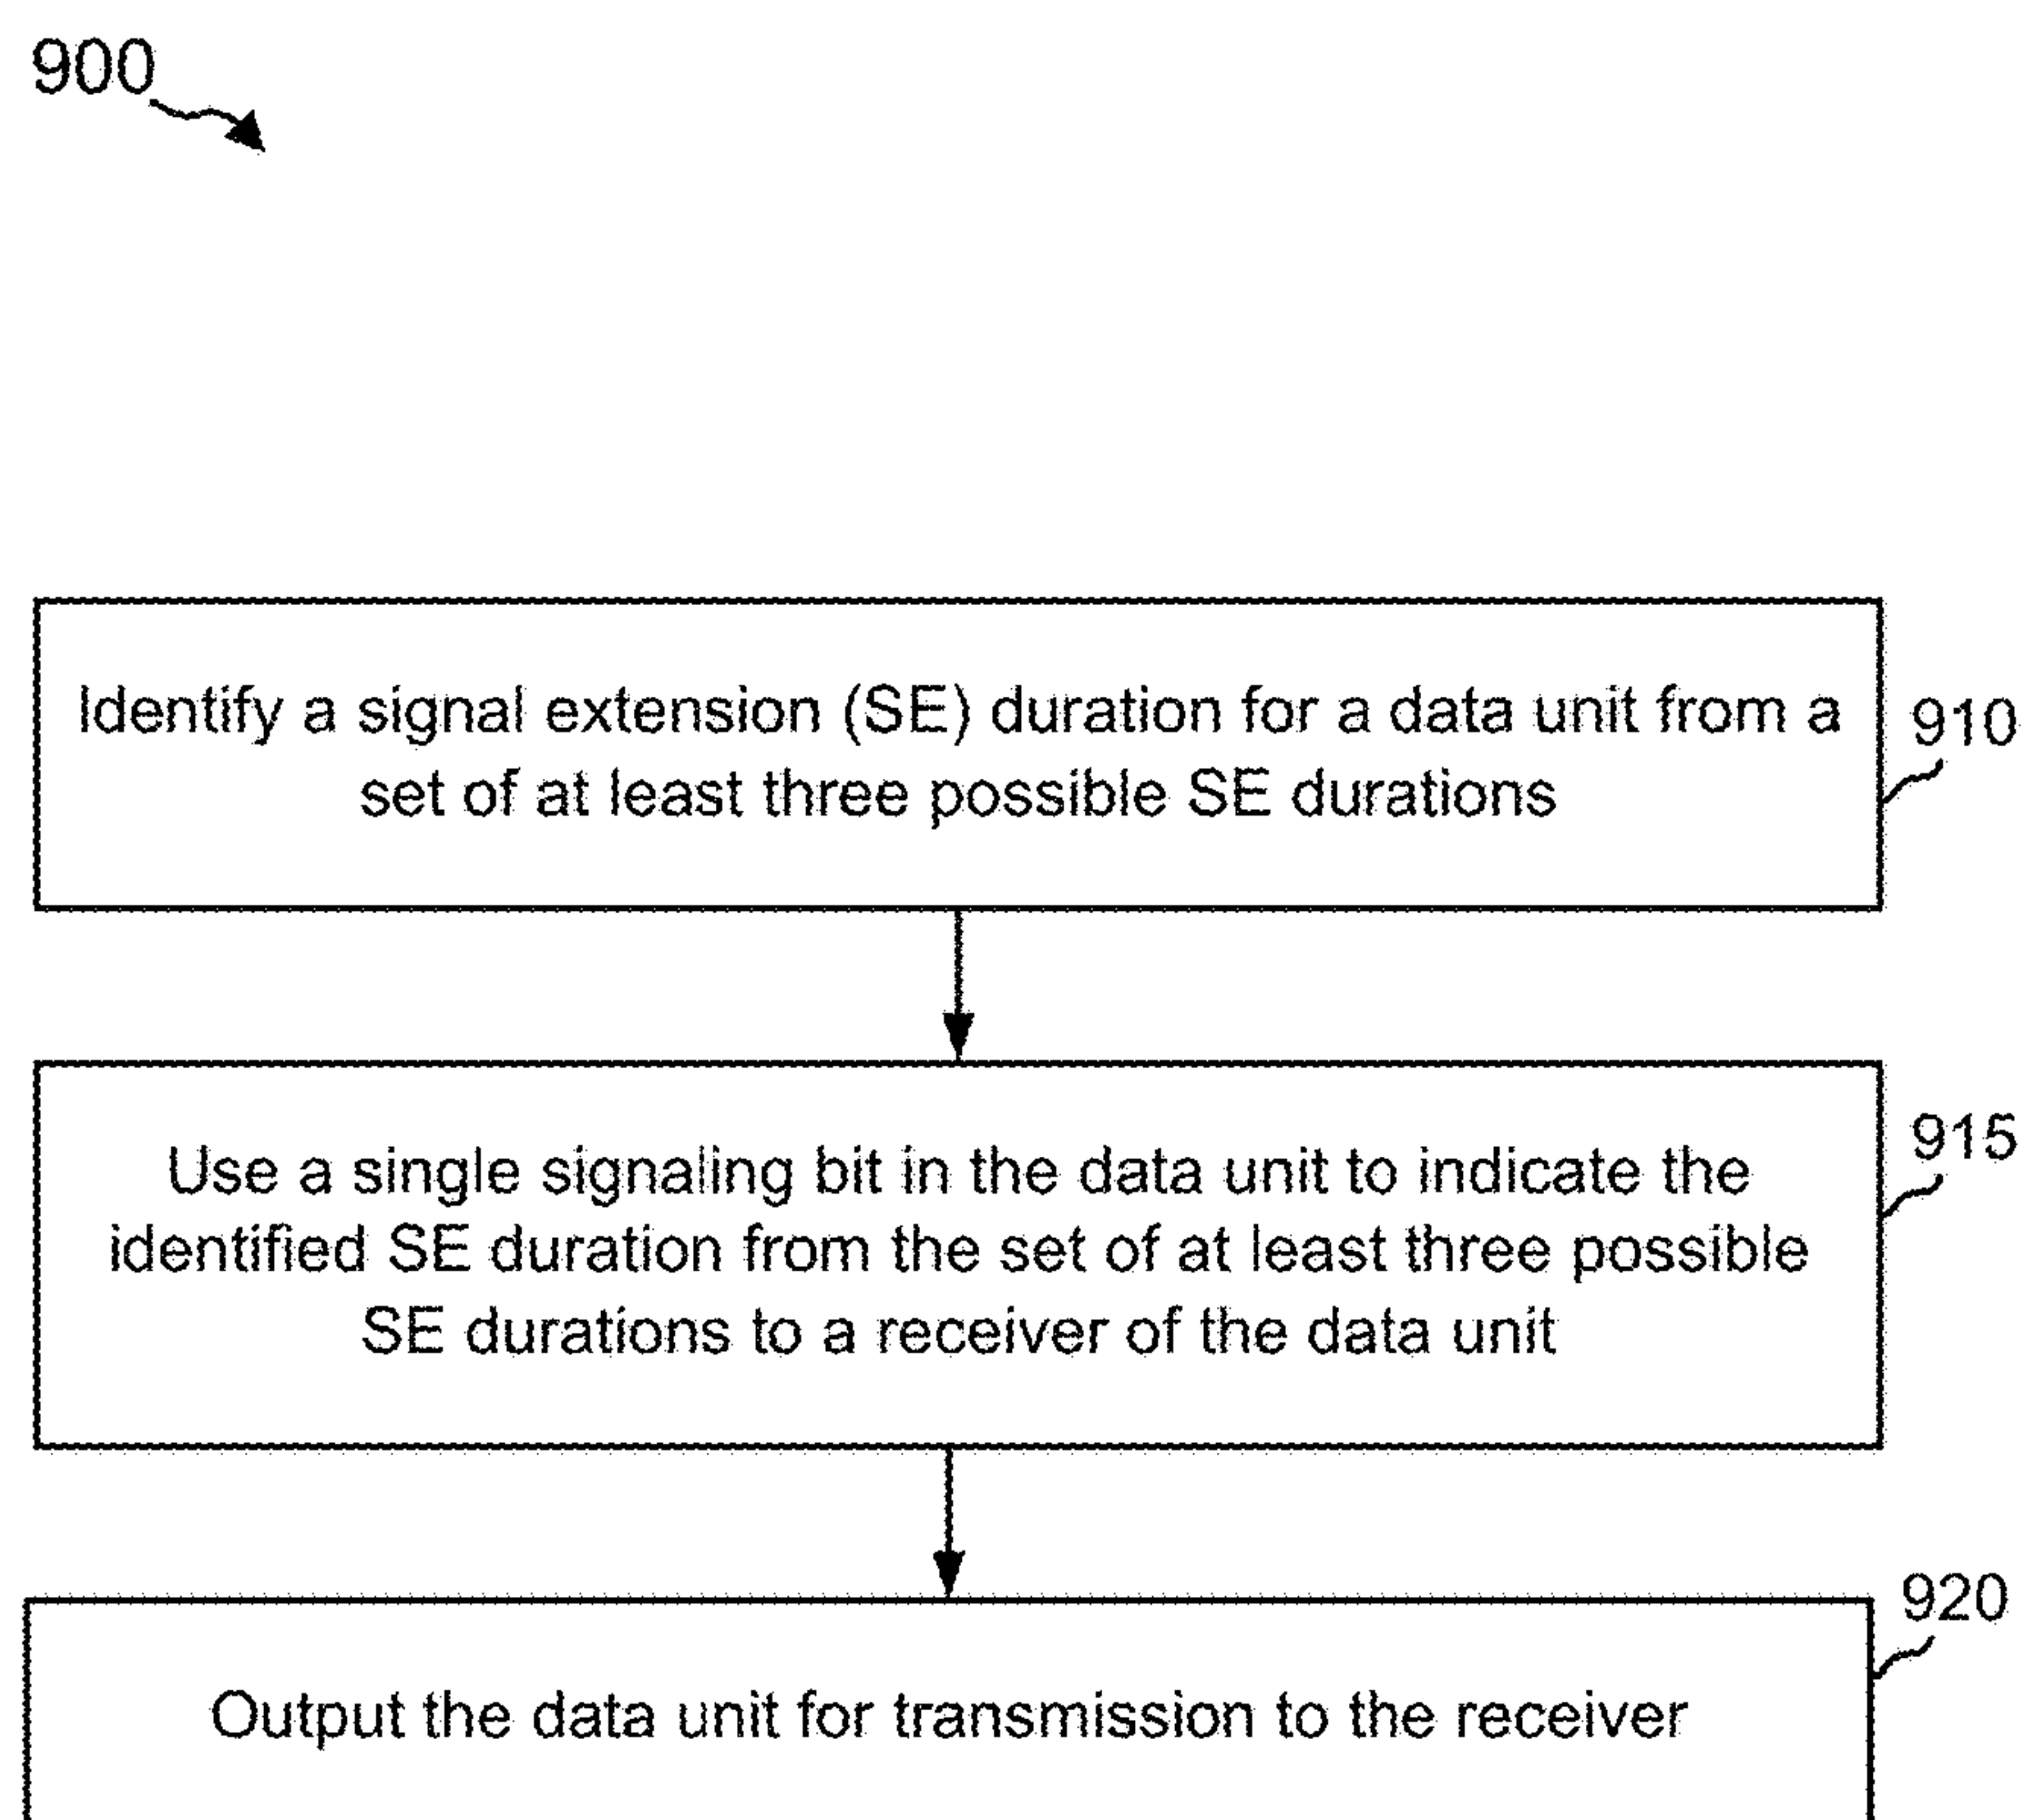 900
Identify a signal extension (SE) duration for a data unit from a
set of at least three possible SE durations
910
Use a single signaling bit in the data unit to indicate the
identified SE duration from the set of at least three possible
SE durations to a receiver of the data unit
915
Output the data unit for transmission to the receiver
920